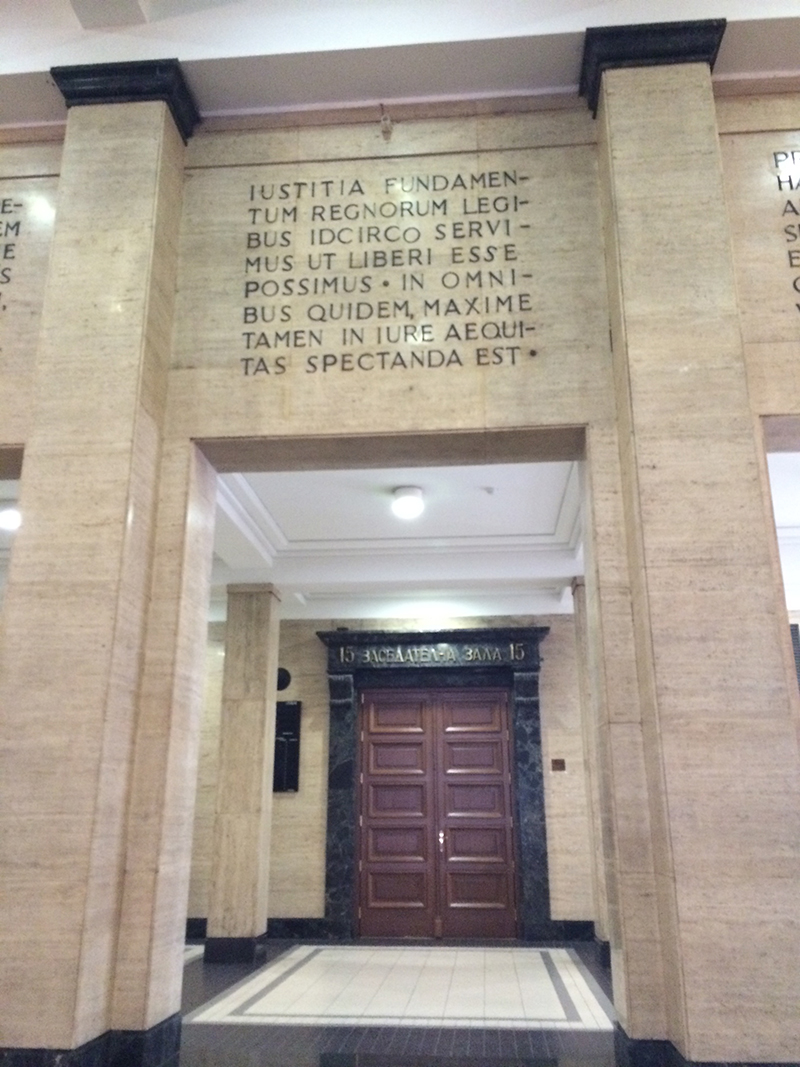 IUSTITIA FUNDAMEN-
TUM REGNORUM LEGI-
BUS IDCIRCO SERVI-
MUS UT LIBERI ESSE
POSSIMUS • IN OMNI-
BUS QUIDEM, MAXIME
TAMEN IN IURE AEQUI-
TAS SPECTANDA EST •
15 ЗАСЕДАТЕЛ-А ЗАЛА 15